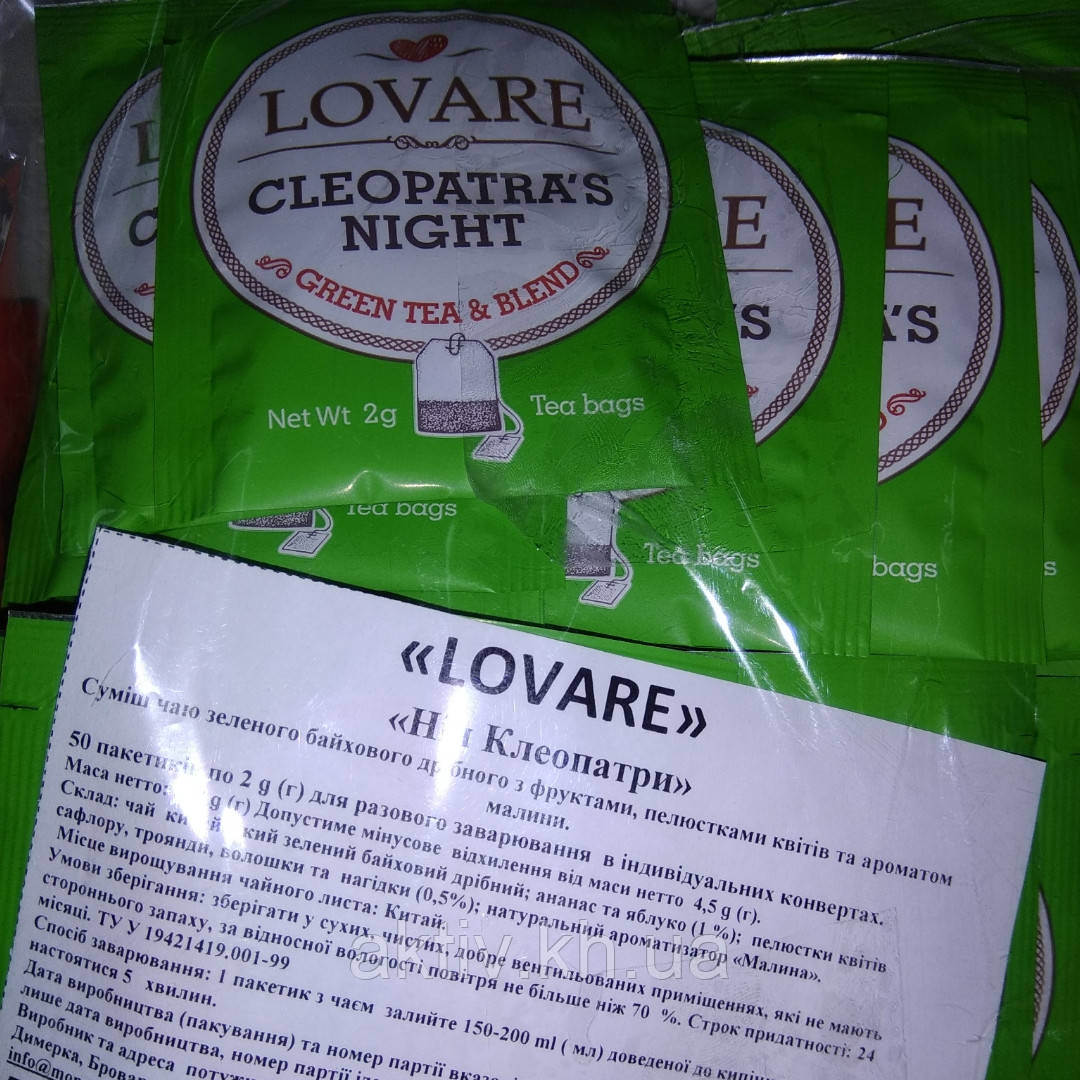 LOVARE
CLEOPATRA'S
NIGHT
GREEN TEA & BLEND
Net Wt 2g
Tea bags
L
C
E
S
E
'S
Tea bags
Tea bags
bags
s
«LOVARE»
«Ніч Клеопатри»
Суміш чаю зеленого байхового дрібного з фруктами, пелюстками квітів та ароматом
малини.
50 пакетиків по 2 g (г) для разового заварювання в індивідуальних конвертах.
Маса нетто: g (г) Допустиме мінусове відхилення від маси нетто 4,5 g (г).
Склад: чай китайський зелений байховий дрібний; ананас та яблуко (1 %); пелюстки квітів
сафлору, троянди, волошки та нагідки (0,5%); натуральний ароматизатор «Малина».
Місце вирощування чайного листа: Китай.
Умови зберігання: зберігати у сухих, чистих, добре вентильованих приміщеннях, які не мають
стороннього запаху, за відносної вологості повітря не більше ніж 70 %. Строк придатності: 24
місяці. ТУ У 19421419.001-99
Спосіб заварювання: 1 пакетик з чаєм залийте 150-200 ml ( мл) доведеної до кипіння
настоятися 5 хвилин.
Дата виробництва (пакування) та номер партії вказ
лише дата виробництва, номер партії
Виробник та адреса потуж
Димерка, Бровар
info@mo
aktiv.kh.ua